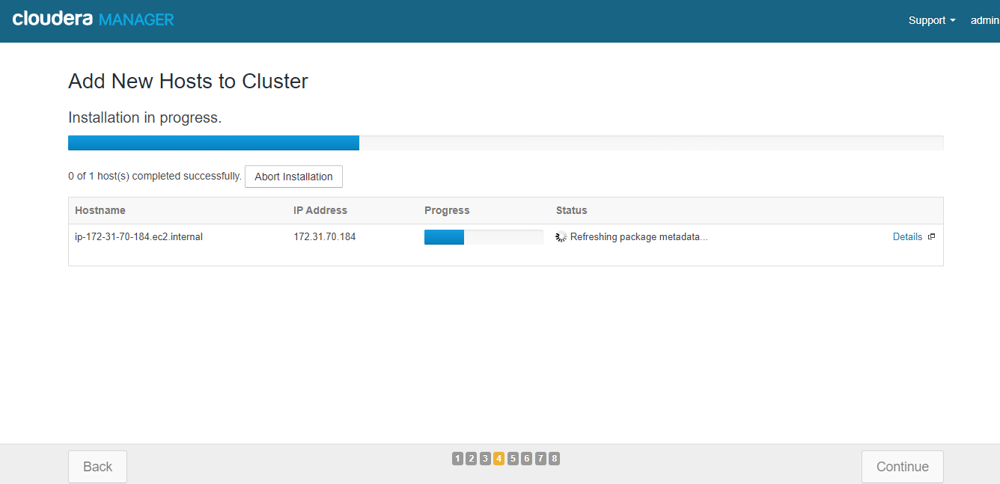 cloudera MANAGER
Support admin
Add New Hosts to Cluster
Installation in progress.
0 of 1 host(s) completed successfully. Abort Installation
Hostname IP Address Progress Status
ip-172-31-70-184.ec2.internal 172.31.70.184 Refreshing package metadata... Details
Back 1 2 3 4 5 6 7 8 Continue